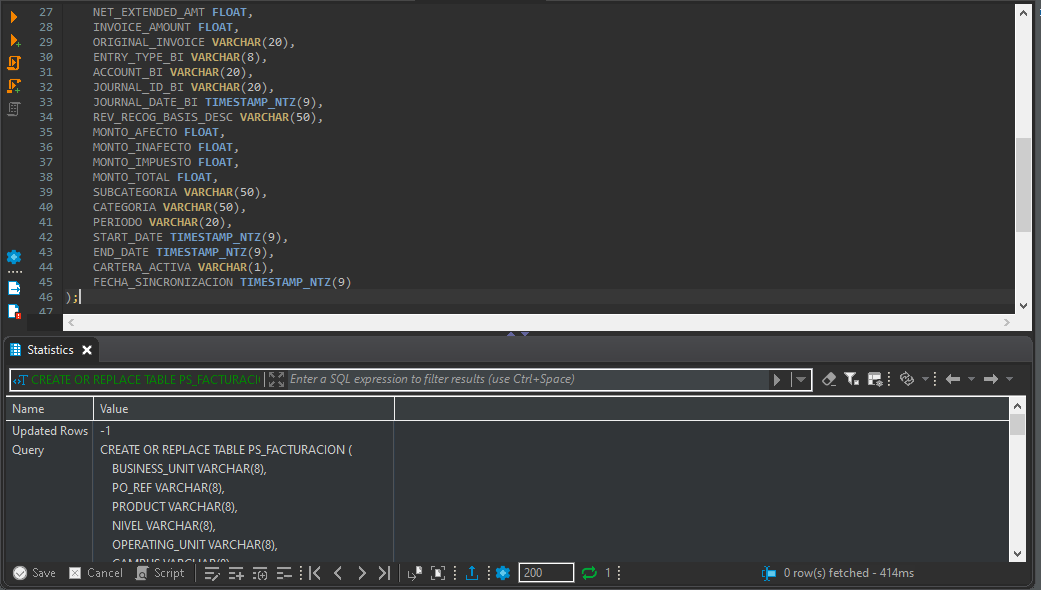 27 NET_EXTENDED_AMT FLOAT,
28 INVOICE_AMOUNT FLOAT,
29 ORIGINAL_INVOICE VARCHAR(20),
30 ENTRY_TYPE_BI VARCHAR(8),
31 ACCOUNT_BI VARCHAR(20),
32 JOURNAL_ID_BI VARCHAR(20),
33 JOURNAL_DATE_BI TIMESTAMP_NTZ(9),
34 REV_RECOG_BASIS_DESC VARCHAR(50),
35 MONTO_AFECTO FLOAT,
36 MONTO_INAFECTO FLOAT,
37 MONTO_IMPUESTO FLOAT,
38 MONTO_TOTAL FLOAT,
39 SUBCATEGORIA VARCHAR(50),
40 CATEGORIA VARCHAR(50),
41 PERIODO VARCHAR(20),
42 START_DATE TIMESTAMP_NTZ(9),
43 END_DATE TIMESTAMP_NTZ(9),
44 CARTERA_ACTIVA VARCHAR(1),
45 FECHA_SINCRONIZACION TIMESTAMP_NTZ(9)
46 );
47
Statistics
CREATE OR REPLACE TABLE PS_FACTURACI Enter a SQL expression to filter results (use Ctrl+Space)
Name Value
Updated Rows -1
Query CREATE OR REPLACE TABLE PS_FACTURACION (
BUSINESS_UNIT VARCHAR(8),
PO_REF VARCHAR(8),
PRODUCT VARCHAR(8),
NIVEL VARCHAR(8),
OPERATING_UNIT VARCHAR(8),
Save Cancel Script 200 1 0 row(s) fetched - 414ms